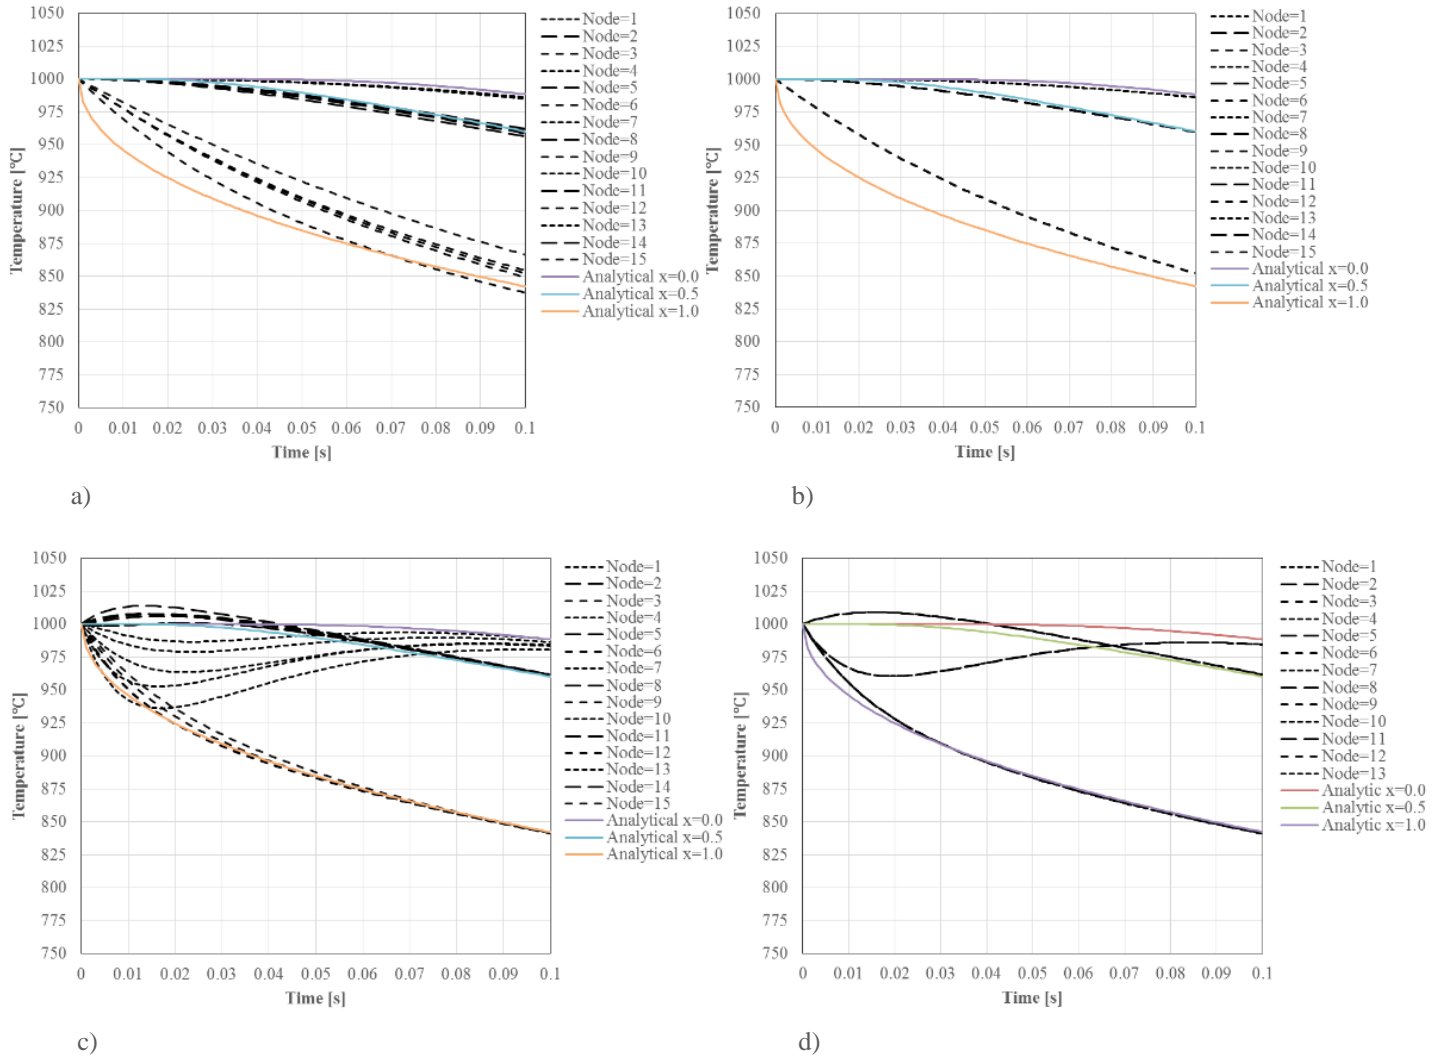 Temperature [°C]
1050
1025
1000
975
950
925
900
875
850
825
800
775
750
0 0.01 0.02 0.03 0.04 0.05 0.06 0.07 0.08 0.09 0.1
Time [s]
Node=1
Node=2
Node=3
Node=4
Node=5
Node=6
Node=7
Node=8
Node=9
Node=10
Node=11
Node=12
Node=13
Node=14
Node=15
Analytical x=0.0
Analytical x=0.5
Analytical x=1.0
a)
Temperature [°C]
1050
1025
1000
975
950
925
900
875
850
825
800
775
750
0 0.01 0.02 0.03 0.04 0.05 0.06 0.07 0.08 0.09 0.1
Time [s]
Node=1
Node=2
Node=3
Node=4
Node=5
Node=6
Node=7
Node=8
Node=9
Node=10
Node=11
Node=12
Node=13
Node=14
Node=15
Analytical x=0.0
Analytical x=0.5
Analytical x=1.0
b)
Temperature [°C]
1050
1025
1000
975
950
925
900
875
850
825
800
775
750
0 0.01 0.02 0.03 0.04 0.05 0.06 0.07 0.08 0.09 0.1
Time [s]
Node=1
Node=2
Node=3
Node=4
Node=5
Node=6
Node=7
Node=8
Node=9
Node=10
Node=11
Node=12
Node=13
Node=14
Node=15
Analytical x=0.0
Analytical x=0.5
Analytical x=1.0
c)
Temperature [°C]
1050
1025
1000
975
950
925
900
875
850
825
800
775
750
0 0.01 0.02 0.03 0.04 0.05 0.06 0.07 0.08 0.09 0.1
Time [s]
Node=1
Node=2
Node=3
Node=4
Node=5
Node=6
Node=7
Node=8
Node=9
Node=10
Node=11
Node=12
Node=13
Analytic x=0.0
Analytic x=0.5
Analytic x=1.0
d)